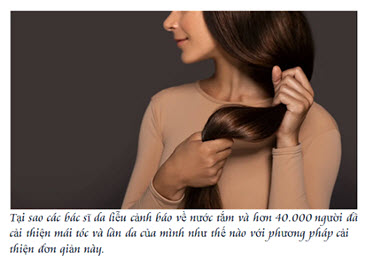 Tại sao các bác sĩ da liễu cảnh báo về nước tắm và hơn 40.000 người đã
cải thiện mái tóc và làn da của mình như thế nào với phương pháp cải
thiện đơn giản này.